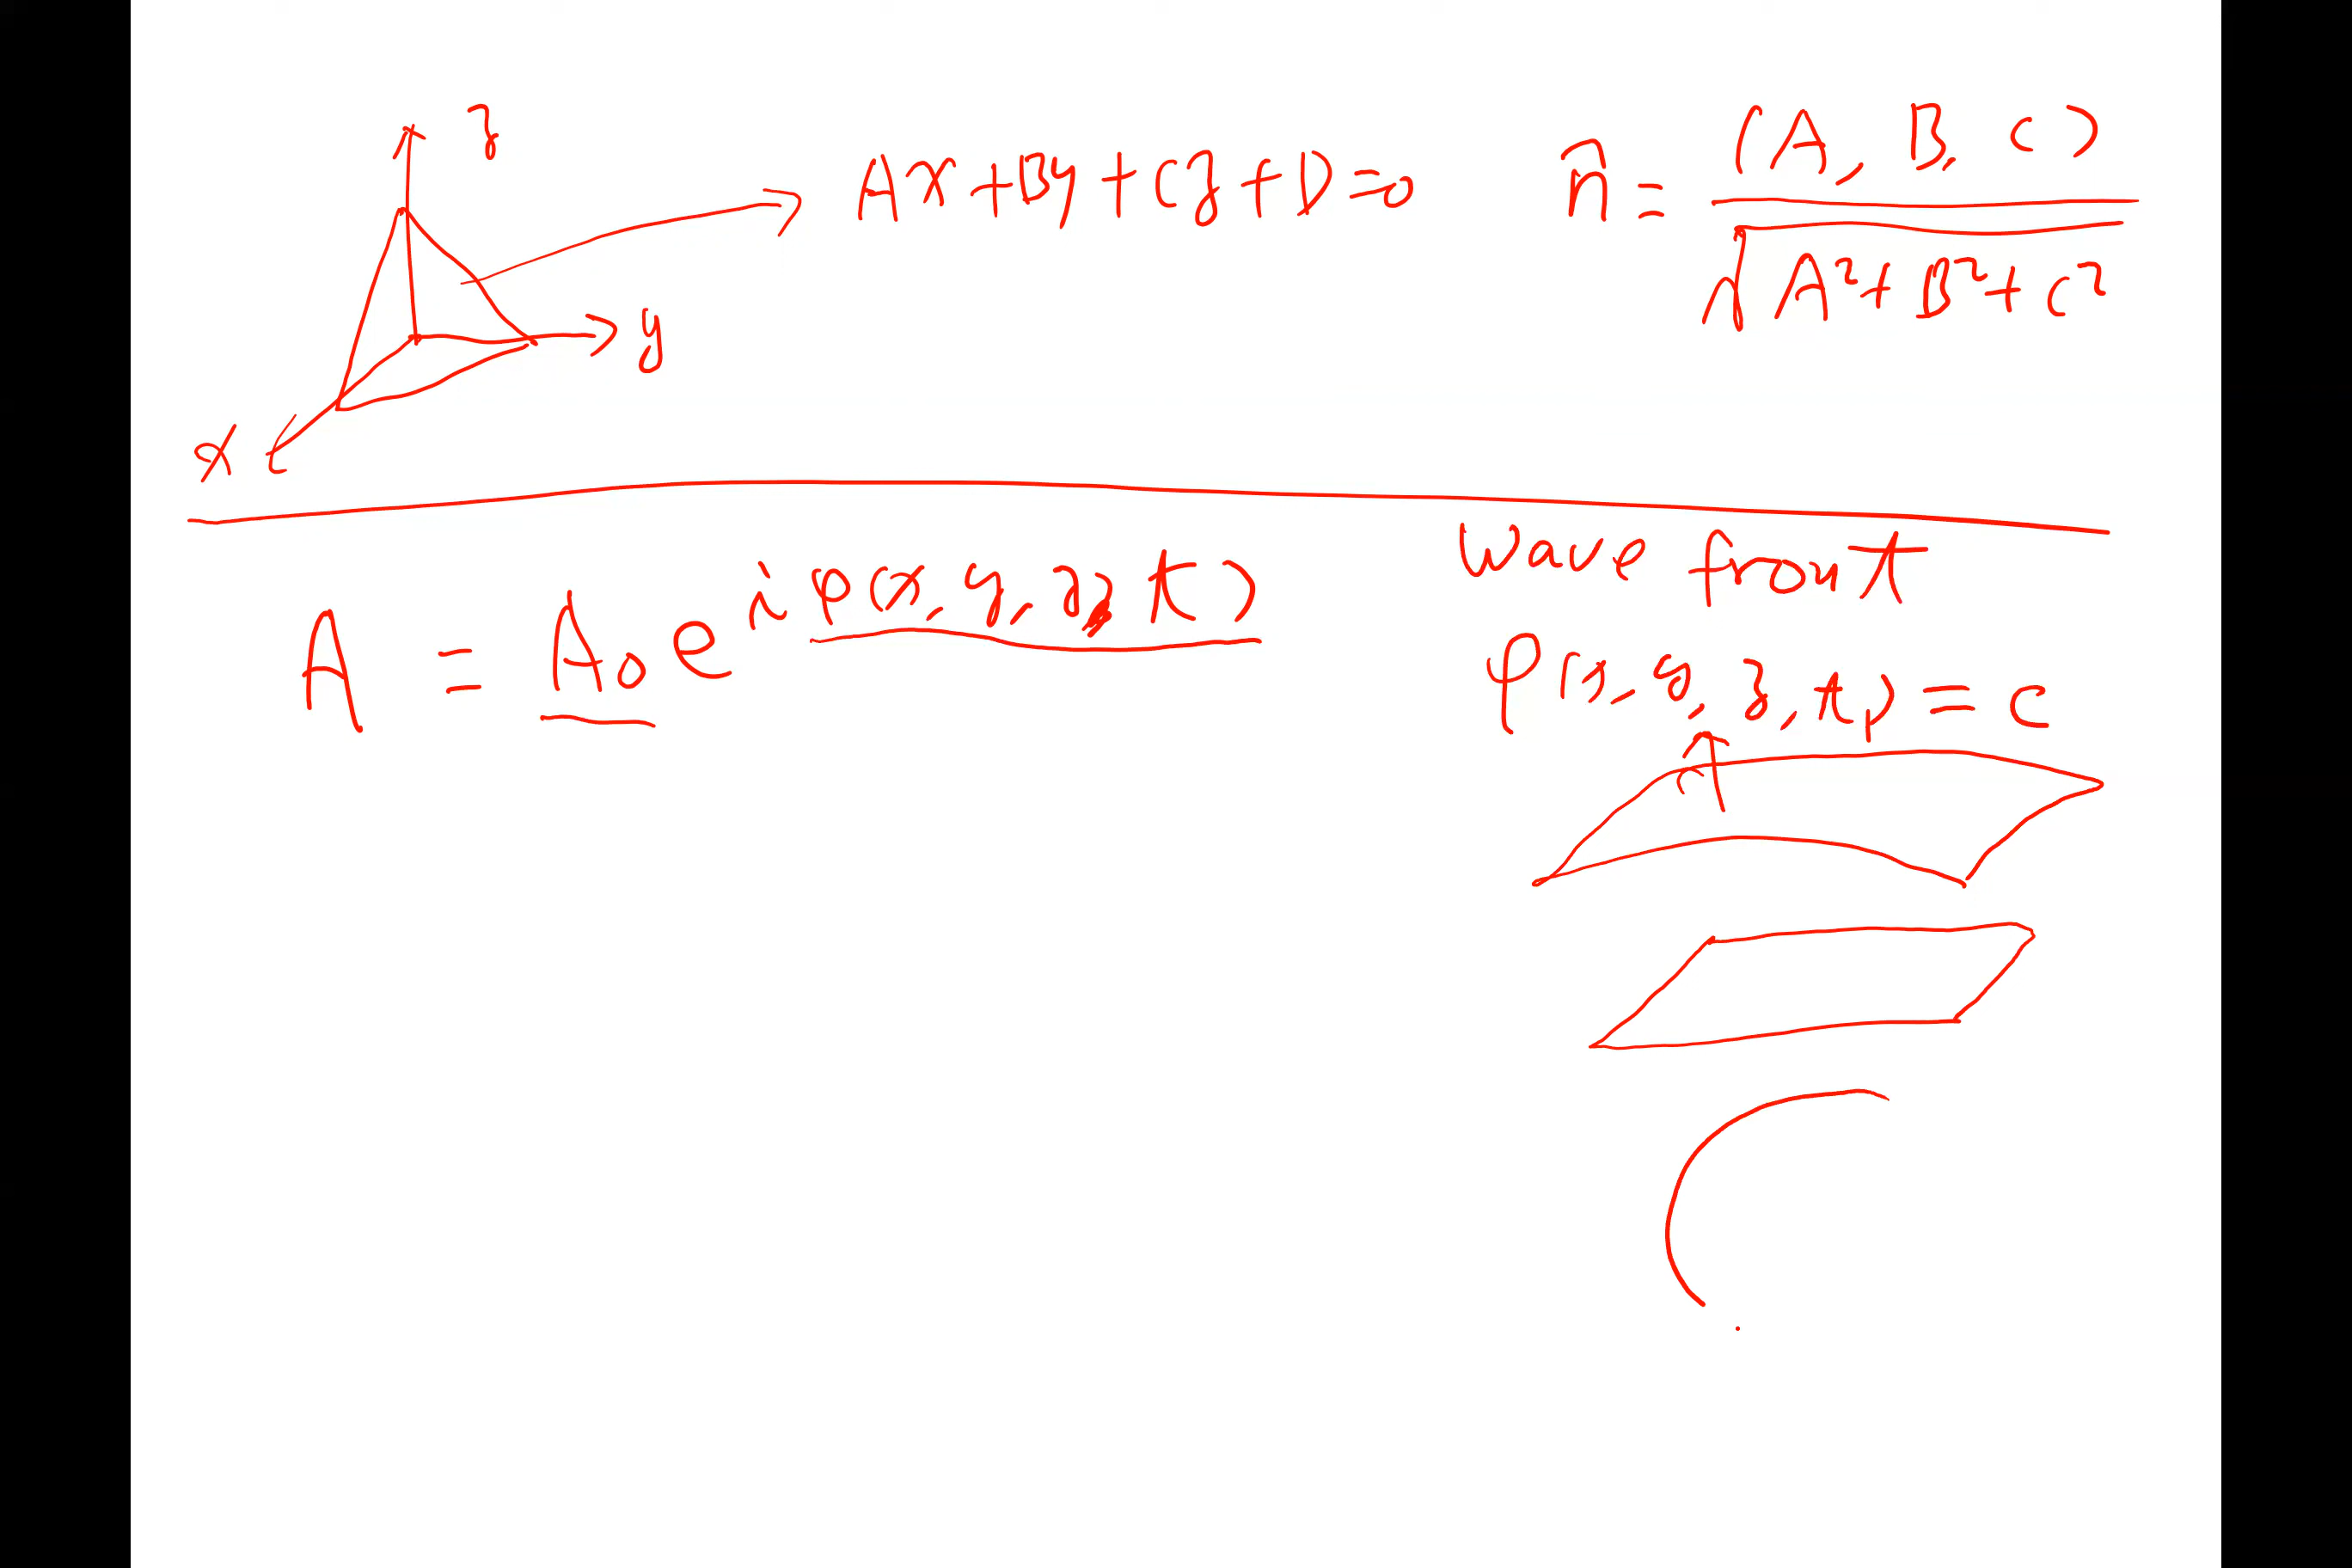 z
Ax+By+Cz+D=0
n̂ = (A, B, C) / √(A²+B²+C²)
y
x
wave front
A = A₀e^{iφ(x, y, z, t)}
φ(x, y, z, t) = c